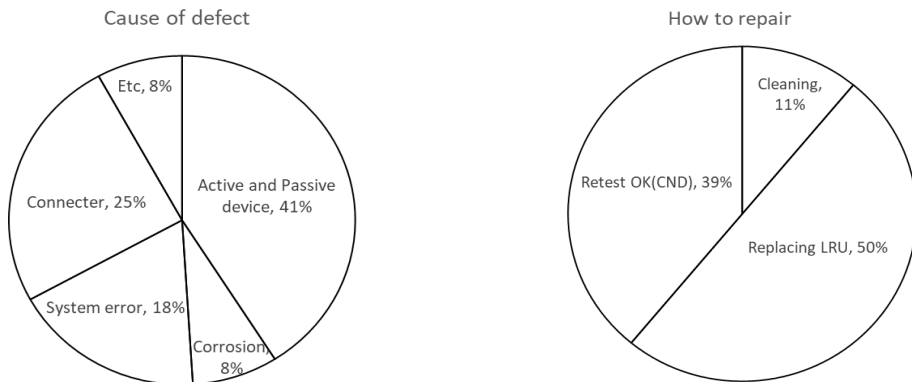 Cause of defect
Etc, 8%
Active and Passive
device, 41%
Connecter, 25%
System error, 18%
Corrosion,
8%
How to repair
Cleaning,
11%
Retest OK(CND), 39%
Replacing LRU, 50%